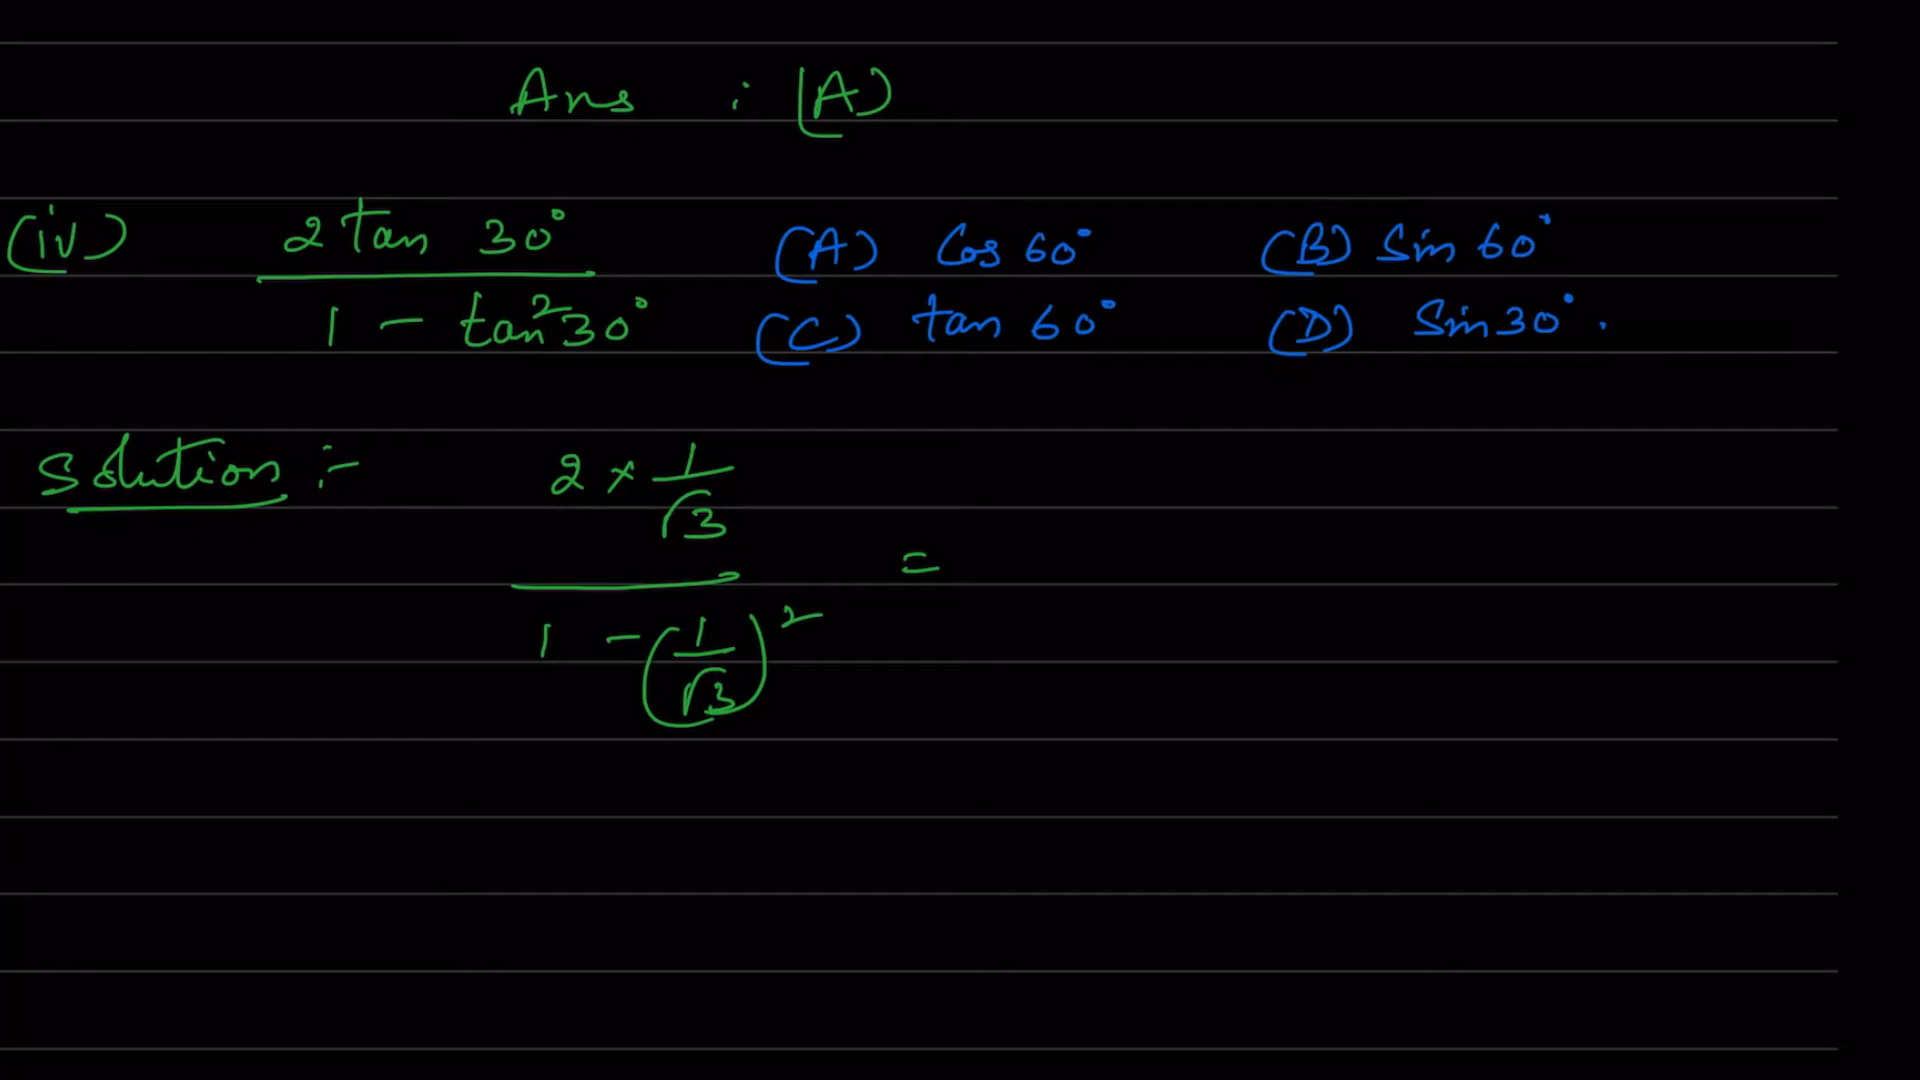 Ans : (A)
(iv) 2 tan 30° (A) Cos 60° (B) Sin 60°
1 - tan²30° (C) tan 60° (D) Sin 30°.
Solution :- 2 × 1
√3
=
1 - (1/√3)²